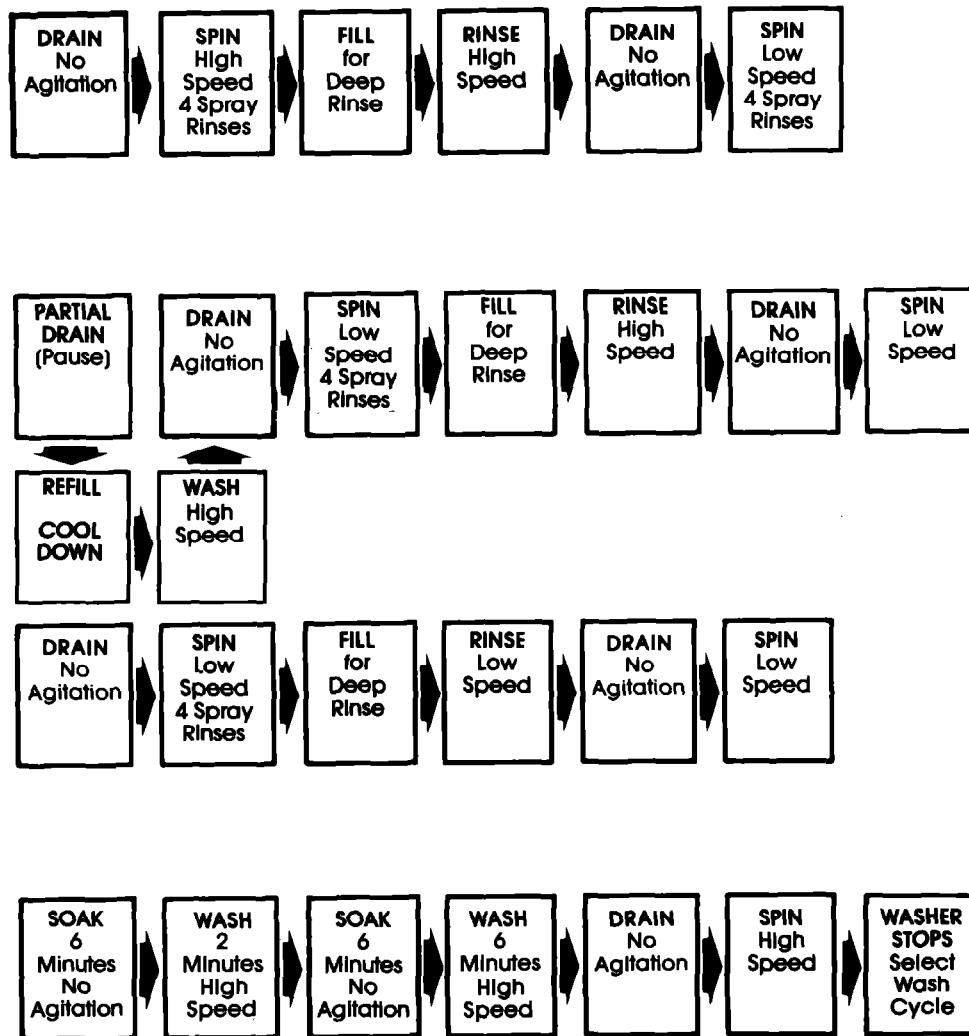 DRAIN
No
Agitation
SPIN
High
Speed
4 Spray
Rinses
FILL
for
Deep
Rinse
RINSE
High
Speed
DRAIN
No
Agitation
SPIN
Low
Speed
4 Spray
Rinses
PARTIAL
DRAIN
(Pause)
REFILL
COOL
DOWN
WASH
High
Speed
DRAIN
No
Agitation
SPIN
Low
Speed
4 Spray
Rinses
FILL
for
Deep
Rinse
RINSE
High
Speed
DRAIN
No
Agitation
SPIN
Low
Speed
DRAIN
No
Agitation
SPIN
Low
Speed
4 Spray
Rinses
FILL
for
Deep
Rinse
RINSE
Low
Speed
DRAIN
No
Agitation
SPIN
Low
Speed
SOAK
6
Minutes
No
Agitation
WASH
2
Minutes
High
Speed
SOAK
6
Minutes
No
Agitation
WASH
6
Minutes
High
Speed
DRAIN
No
Agitation
SPIN
High
Speed
WASHER
STOPS
Select
Wash
Cycle